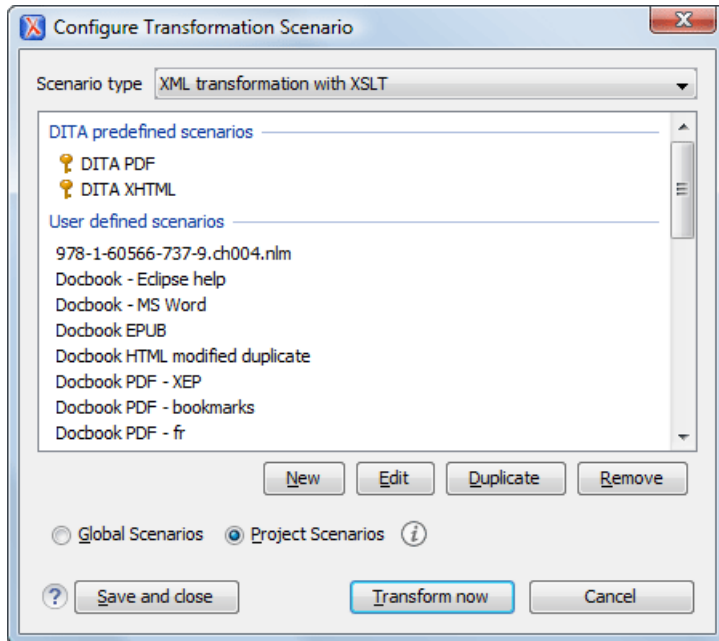 Configure Transformation Scenario
Scenario type XML transformation with XSLT
DITA predefined scenarios
DITA PDF
DITA XHTML
User defined scenarios
978-1-60566-737-9.ch004.nlm
Docbook - Eclipse help
Docbook - MS Word
Docbook EPUB
Docbook HTML modified duplicate
Docbook PDF - XEP
Docbook PDF - bookmarks
Docbook PDF - fr
New Edit Duplicate Remove
Global Scenarios Project Scenarios i
? Save and close Transform now Cancel